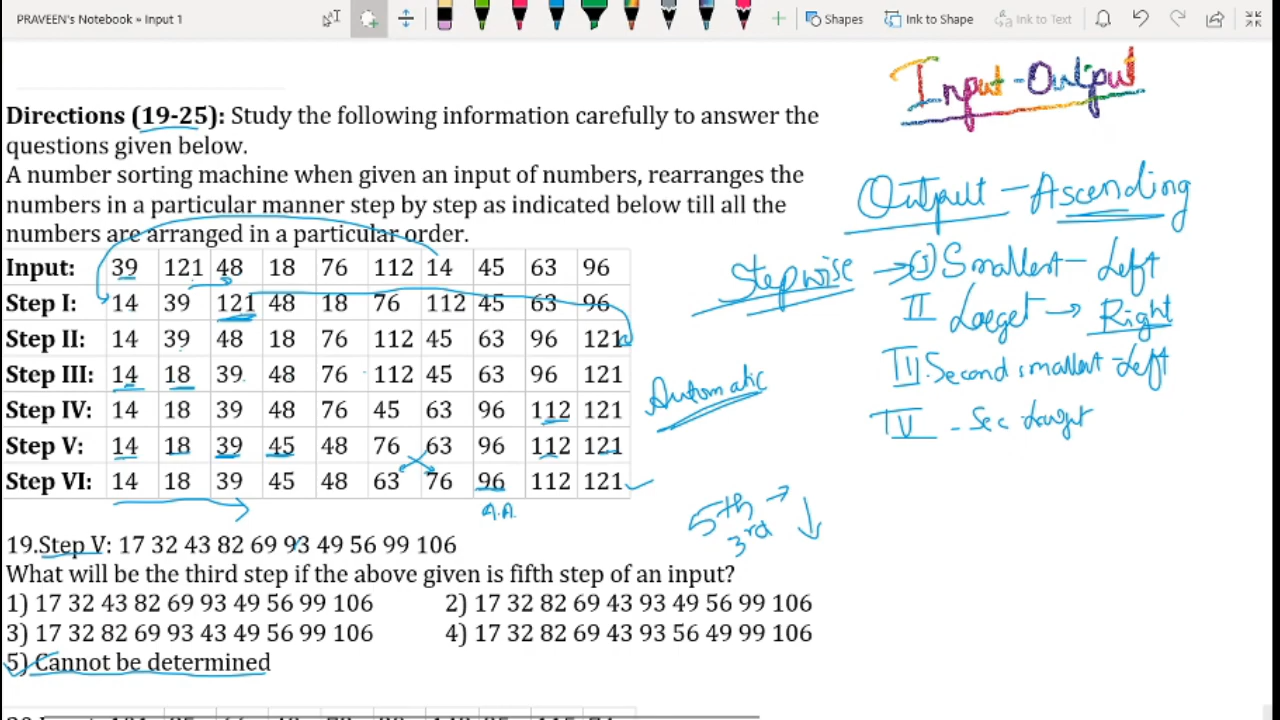 PRAVEEN's Notebook » Input 1
Shapes
Ink to Shape
Ink to Text
Input-Output
Directions (19-25): Study the following information carefully to answer the
questions given below.
A number sorting machine when given an input of numbers, rearranges the
numbers in a particular manner step by step as indicated below till all the
numbers are arranged in a particular order.
Input: 39 121 48 18 76 112 14 45 63 96
Step I: 14 39 121 48 18 76 112 45 63 96
Step II: 14 39 48 18 76 112 45 63 96 121
Step III: 14 18 39 48 76 112 45 63 96 121
Step IV: 14 18 39 48 76 45 63 96 112 121
Step V: 14 18 39 45 48 76 63 96 112 121
Step VI: 14 18 39 45 48 63 76 96 112 121
A.A.
Output - Ascending
Stepwise → (I) Smallest - Left
II Larget → Right
III. Second smallest - Left
IV - Sec larget
Automatic
5th →
3rd ↓
19.Step V: 17 32 43 82 69 93 49 56 99 106
What will be the third step if the above given is fifth step of an input?
1) 17 32 43 82 69 93 49 56 99 106
2) 17 32 82 69 43 93 49 56 99 106
3) 17 32 82 69 93 43 49 56 99 106
4) 17 32 82 69 43 93 56 49 99 106
5) Cannot be determined